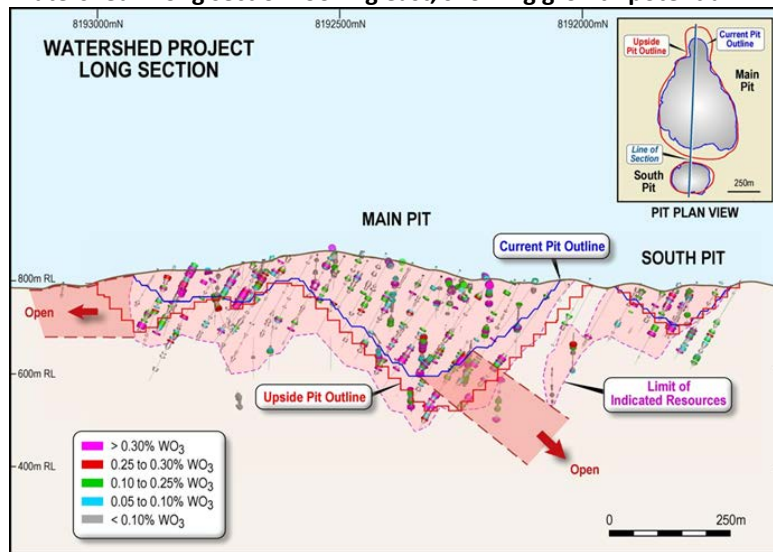 8193000mN
8192500mN
8192000mN
WATERSHED PROJECT
LONG SECTION
Upside
Pit Outline
Current Pit
Outline
Main
Pit
Line of
Section
South
Pit
250m
PIT PLAN VIEW
MAIN PIT
Current Pit Outline
SOUTH PIT
800m RL
Open
600m RL
Upside Pit Outline
Limit of
Indicated Resources
> 0.30% WO3
0.25 to 0.30% WO3
0.10 to 0.25% WO3
0.05 to 0.10% WO3
< 0.10% WO3
400m RL
Open
0
250m